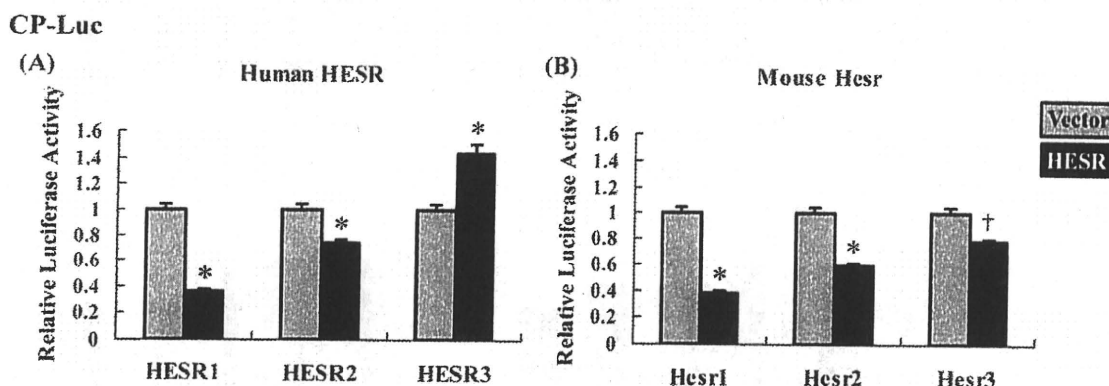 CP-Luc
(A)
Human HESR
Relative Luciferase Activity
1.6
1.4
1.2
1
0.8
0.6
0.4
0.2
0
*
*
*
HESR1 HESR2 HESR3
(B)
Mouse Hesr
Relative Luciferase Activity
1.6
1.4
1.2
1
0.8
0.6
0.4
0.2
0
*
*
†
Hesr1 Hesr2 Hesr3
Vector
HESR